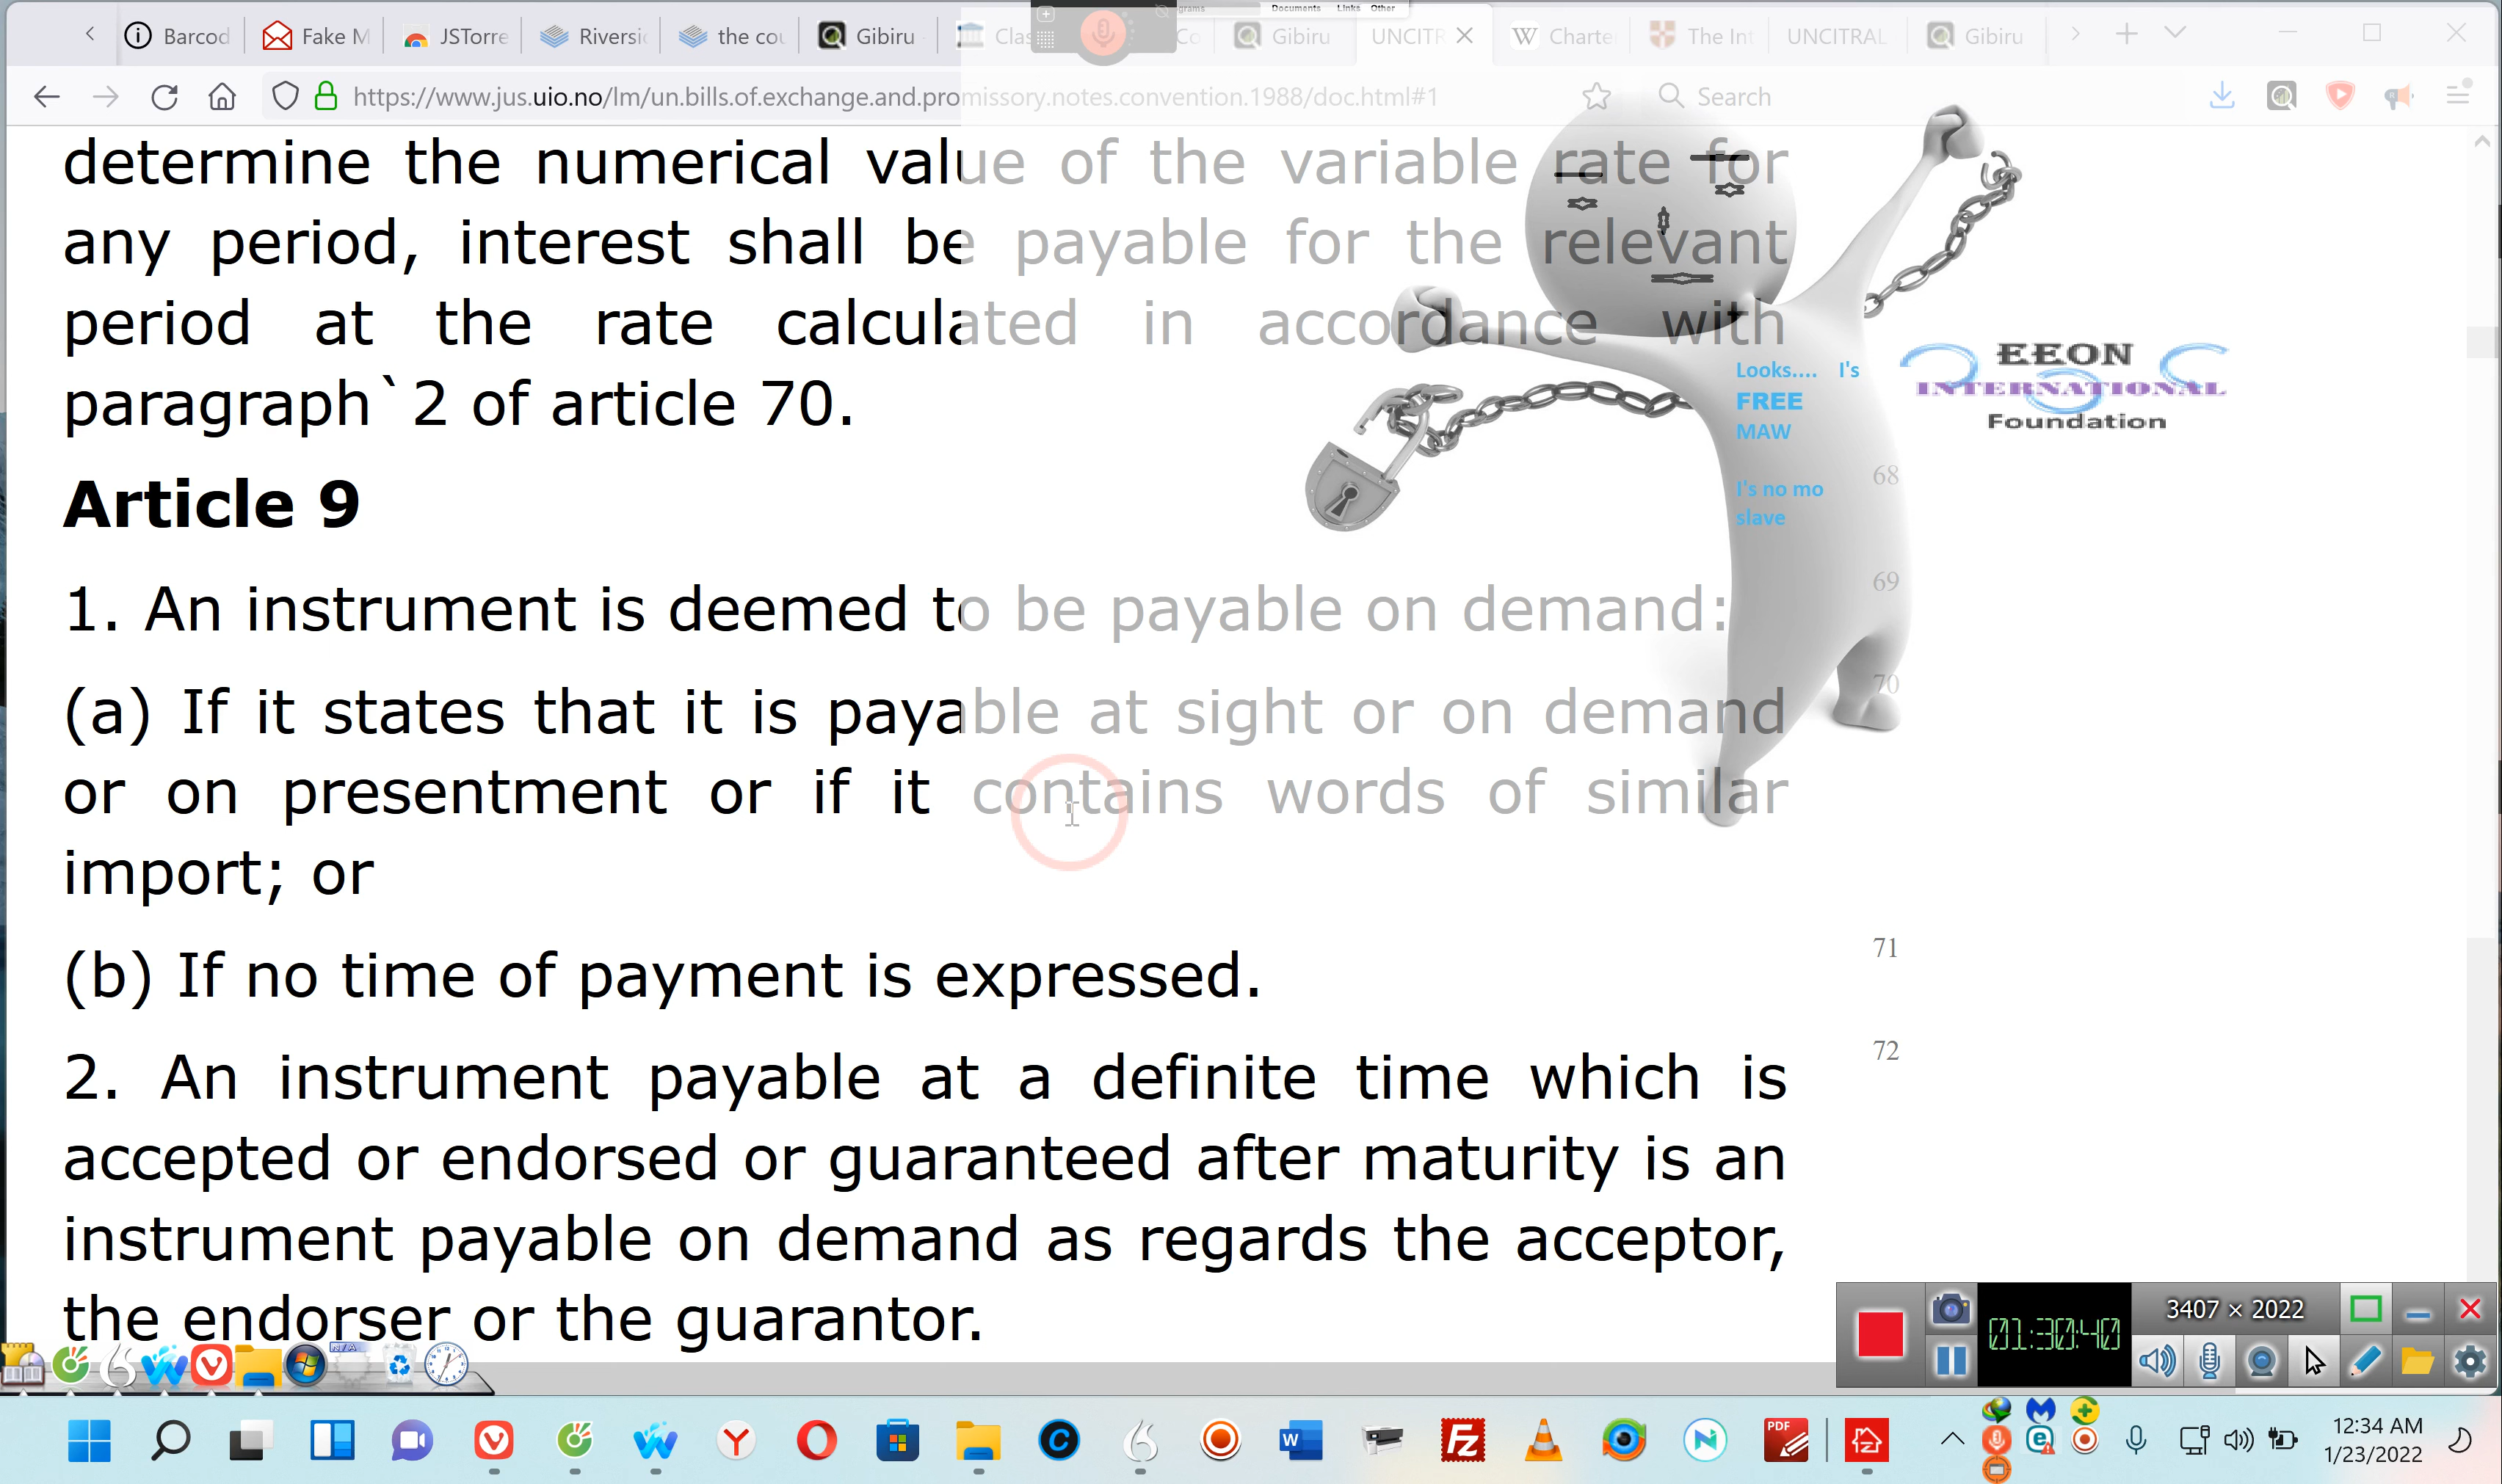 Barcod
Fake M
JSTorre
Riversi
the cou
Gibiru
Clas
Co
Gibiru
UNCITR
Charte
The Int
UNCITRAL
Gibiru
Documents Links Other
https://www.jus.uio.no/lm/un.bills.of.exchange.and.promissory.notes.convention.1988/doc.html#1
Search
determine the numerical value of the variable rate for
any period, interest shall be payable for the relevant
period at the rate calculated in accordance with
paragraph`2 of article 70.
Looks.... I's
FREE
MAW
I's no mo
slave
EEON
INTERNATIONAL
Foundation
68
Article 9
69
1. An instrument is deemed to be payable on demand:
70
(a) If it states that it is payable at sight or on demand
or on presentment or if it contains words of similar
import; or
71
(b) If no time of payment is expressed.
72
2. An instrument payable at a definite time which is
accepted or endorsed or guaranteed after maturity is an
instrument payable on demand as regards the acceptor,
the endorser or the guarantor.
01:30:40
3407 × 2022
N/A
PDF
12:34 AM
1/23/2022